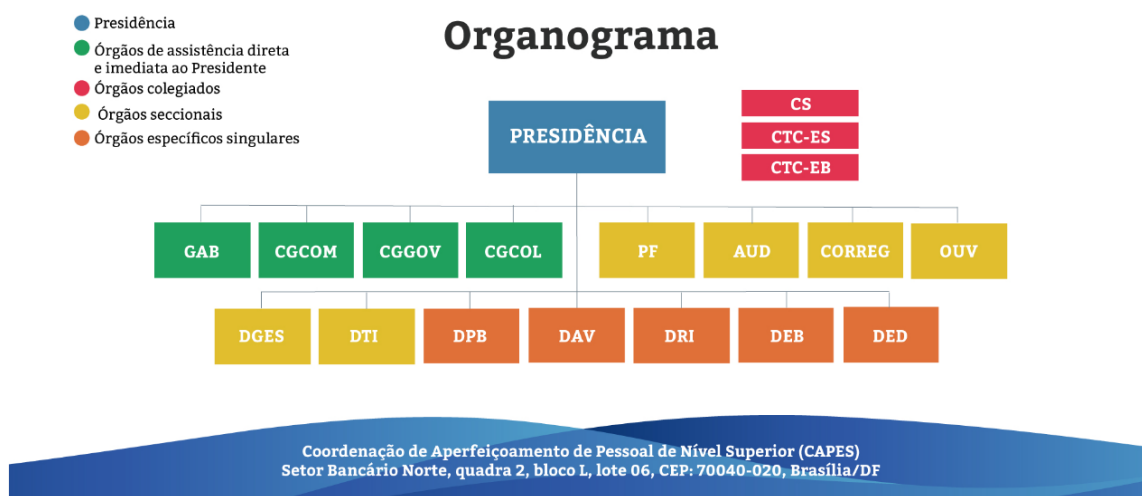 Organograma
Presidência
Órgãos de assistência direta
e imediata ao Presidente
Órgãos colegiados
Órgãos seccionais
Órgãos específicos singulares
PRESIDÊNCIA
CS
CTC-ES
CTC-EB
GAB CGCOM CGGOV CGCOL PF AUD CORREG OUV
DGES DTI DPB DAV DRI DEB DED
Coordenação de Aperfeiçoamento de Pessoal de Nível Superior (CAPES)
Setor Bancário Norte, quadra 2, bloco L, lote 06, CEP: 70040-020, Brasília/DF